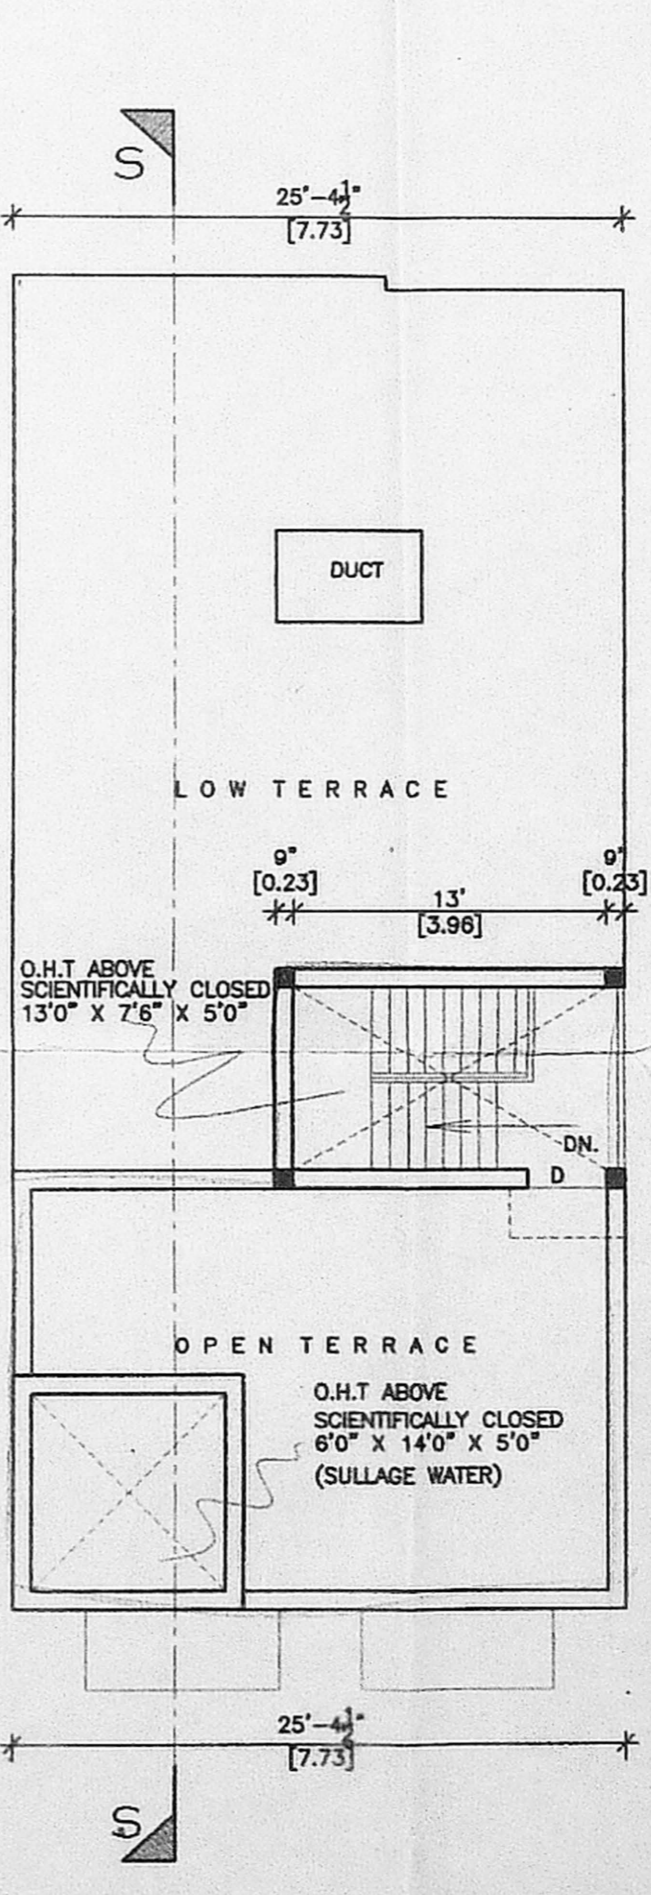 S
25'-4½"
[7.73]
DUCT
LOW TERRACE
9"
[0.23]
9"
[0.23]
13'
[3.96]
O.H.T ABOVE
SCIENTIFICALLY CLOSED
13'0" X 7'6" X 5'0"
DN.
D
OPEN TERRACE
O.H.T ABOVE
SCIENTIFICALLY CLOSED
6'0" X 14'0" X 5'0"
(SULLAGE WATER)
25'-4½"
[7.73]
S